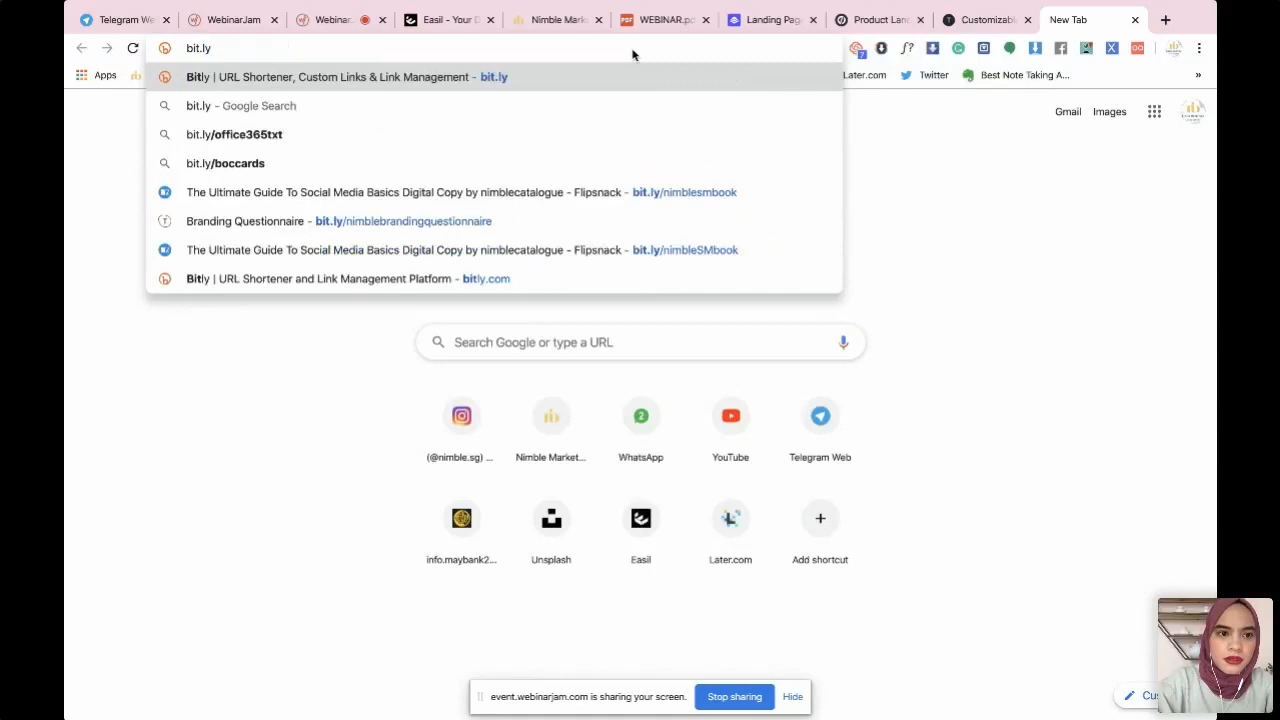 Telegram We
WebinarJam
Webinar
Easil - Your D
Nimble Mark
WEBINAR.p
Landing Pag
Product Lan
Customizabl
New Tab
bit.ly
Bitly | URL Shortener, Custom Links & Link Management - bit.ly
bit.ly - Google Search
bit.ly/office365txt
bit.ly/boccards
The Ultimate Guide To Social Media Basics Digital Copy by nimblecatalogue - Flipsnack - bit.ly/nimblesmbook
Branding Questionnaire - bit.ly/nimblebrandingquestionnaire
The Ultimate Guide To Social Media Basics Digital Copy by nimblecatalogue - Flipsnack - bit.ly/nimbleSMbook
Bitly | URL Shortener and Link Management Platform - bitly.com
Apps
Later.com
Twitter
Best Note Taking A...
»
Gmail
Images
Search Google or type a URL
(@nimble.sg) ...
Nimble Market...
WhatsApp
YouTube
Telegram Web
info.maybank2...
Unsplash
Easil
Later.com
Add shortcut
event.webinarjam.com is sharing your screen.
Stop sharing
Hide
Cus